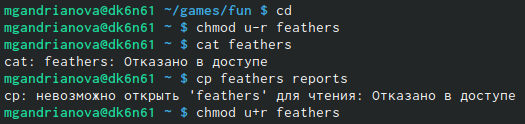 mgandrianova@dk6n61 ~/games/fun $ cd
mgandrianova@dk6n61 ~ $ chmod u-r feathers
mgandrianova@dk6n61 ~ $ cat feathers
cat: feathers: Отказано в доступе
mgandrianova@dk6n61 ~ $ cp feathers reports
cp: невозможно открыть 'feathers' для чтения: Отказано в доступе
mgandrianova@dk6n61 ~ $ chmod u+r feathers